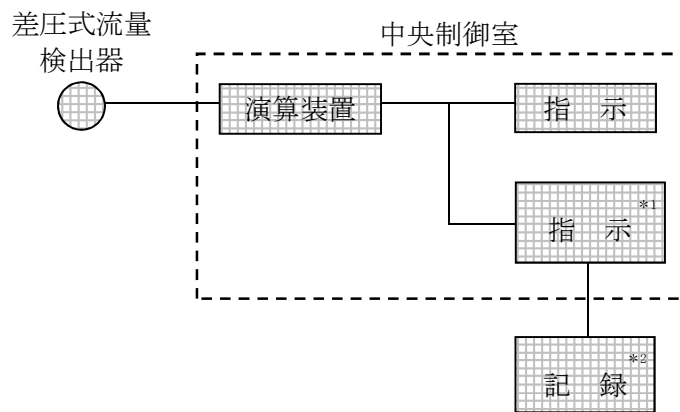 差圧式流量
検出器
中央制御室
演算装置
指 示
指 示 *1
記 録 *2